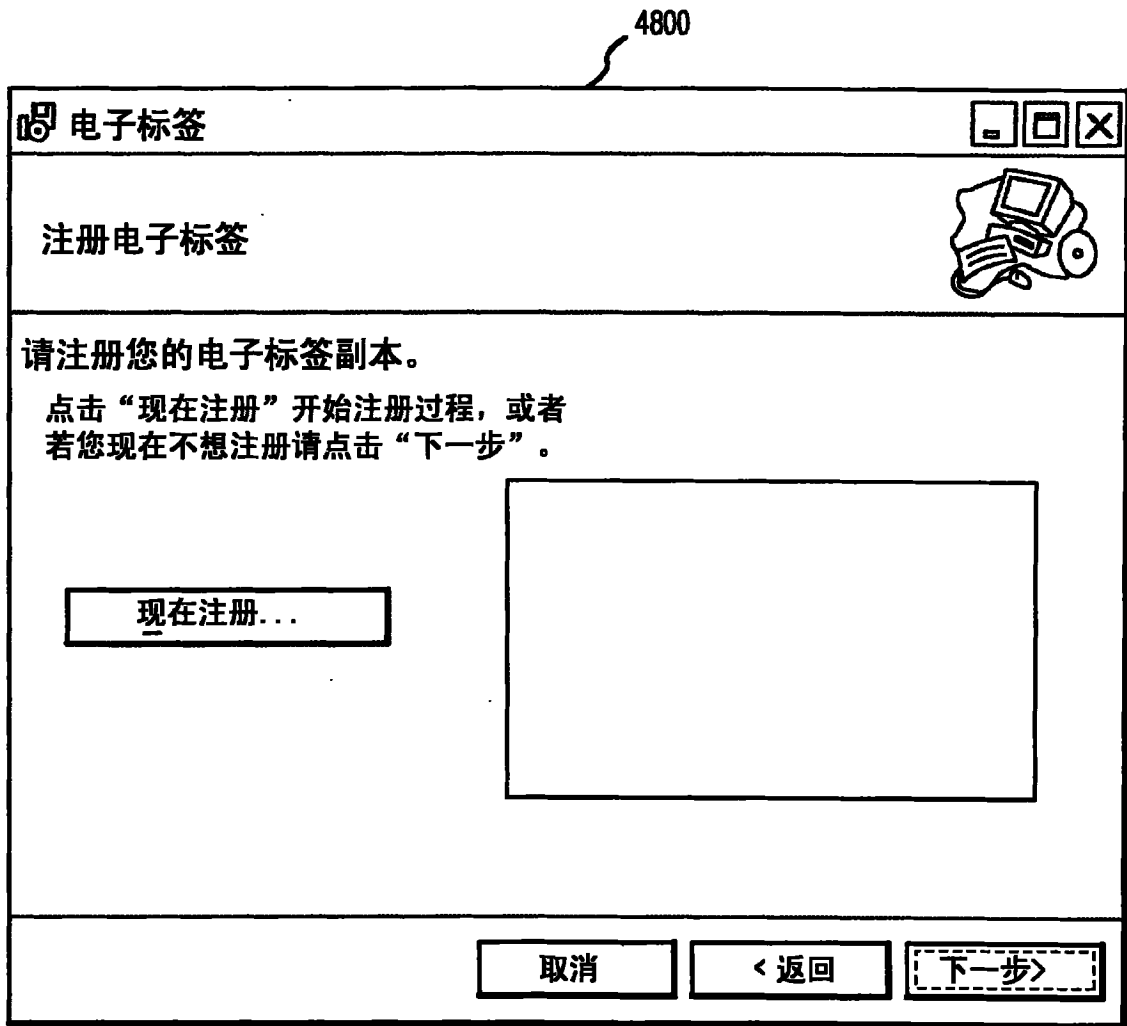 4800
电子标签
注册电子标签
请注册您的电子标签副本。
点击“现在注册”开始注册过程，或者
若您现在不想注册请点击“下一步”。
现在注册...
取消
<返回
下一步>